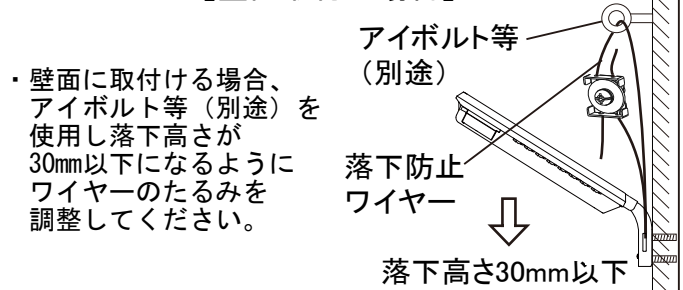 ・壁面に取付ける場合、
アイボルト等（別途）を
使用し落下高さが
30mm以下になるように
ワイヤーのたるみを
調整してください。
アイボルト等
（別途）
落下防止
ワイヤー
落下高さ30mm以下